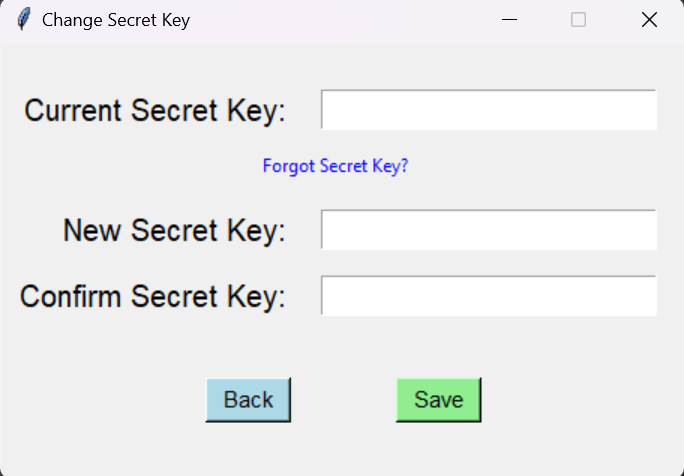 Change Secret Key
Current Secret Key:
Forgot Secret Key?
New Secret Key:
Confirm Secret Key:
Back Save